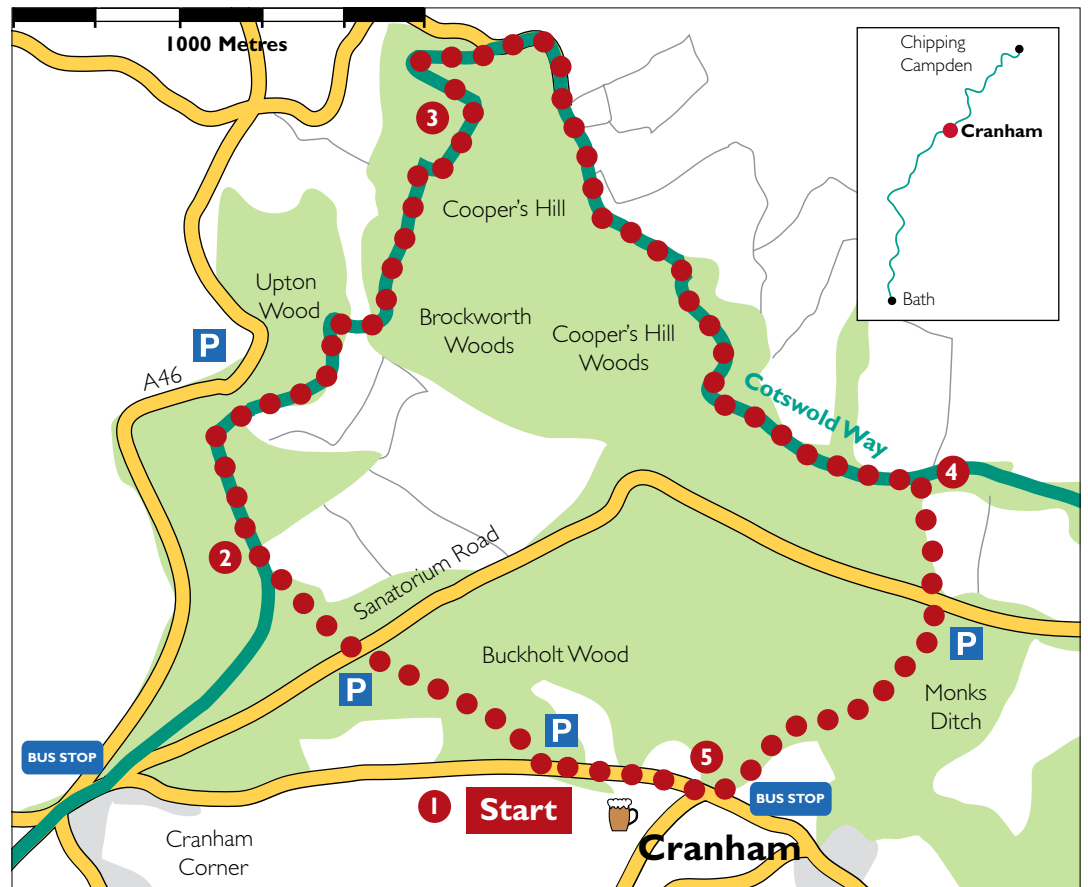 1000 Metres
Chipping
Campden
Cranham
Bath
3
Cooper's Hill
Upton
Wood
P
Brockworth
Woods
Cooper's Hill
Woods
A46
Cotswold Way
4
2
Sanatorium Road
Buckholt Wood
P
P
Monks
Ditch
P
BUS STOP
5
BUS STOP
1
Start
Cranham
Cranham
Corner